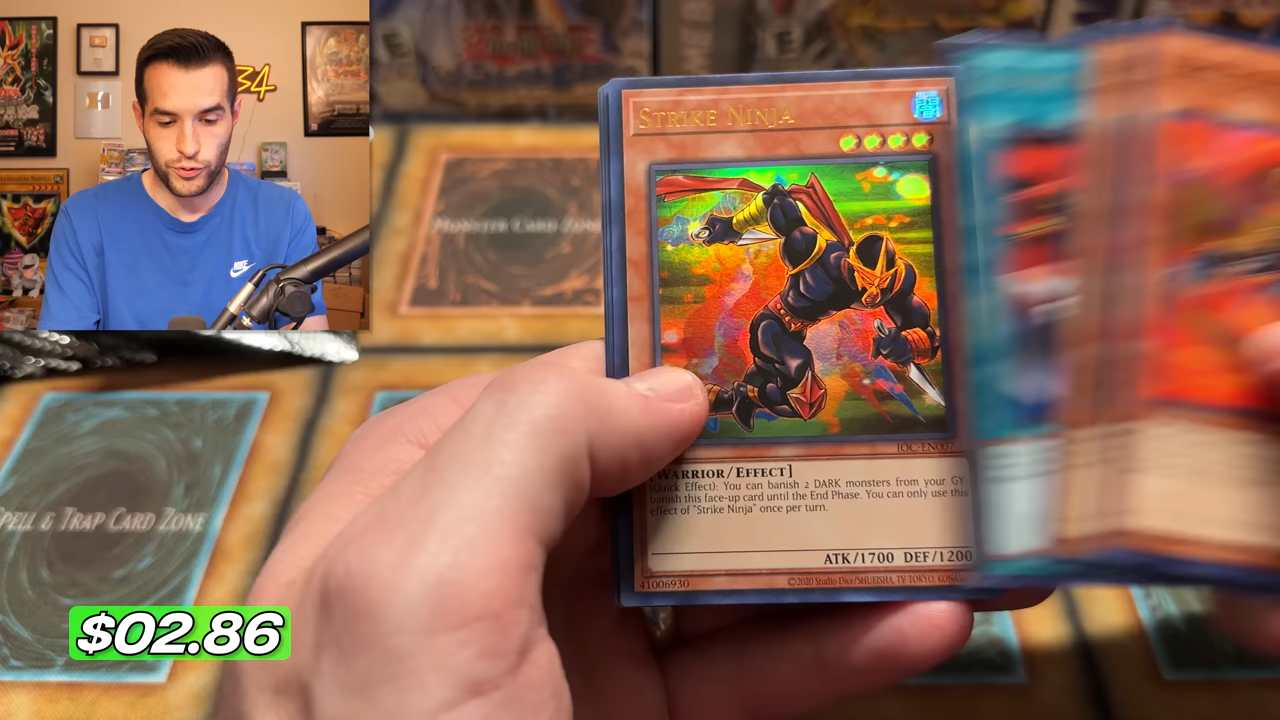 34
STRIKE NINJA
MONSTER CARD ZONE
IOC-EN007
[WARRIOR/EFFECT]
(Quick Effect): You can banish 2 DARK monsters from your GY
banish this face-up card until the End Phase. You can only use this
effect of "Strike Ninja" once per turn.
ATK/1700 DEF/1200
41006930
©2020 Studio Dice/SHUEISHA, TV TOKYO, KONA
SPELL & TRAP CARD ZONE
NIKE
$02.86